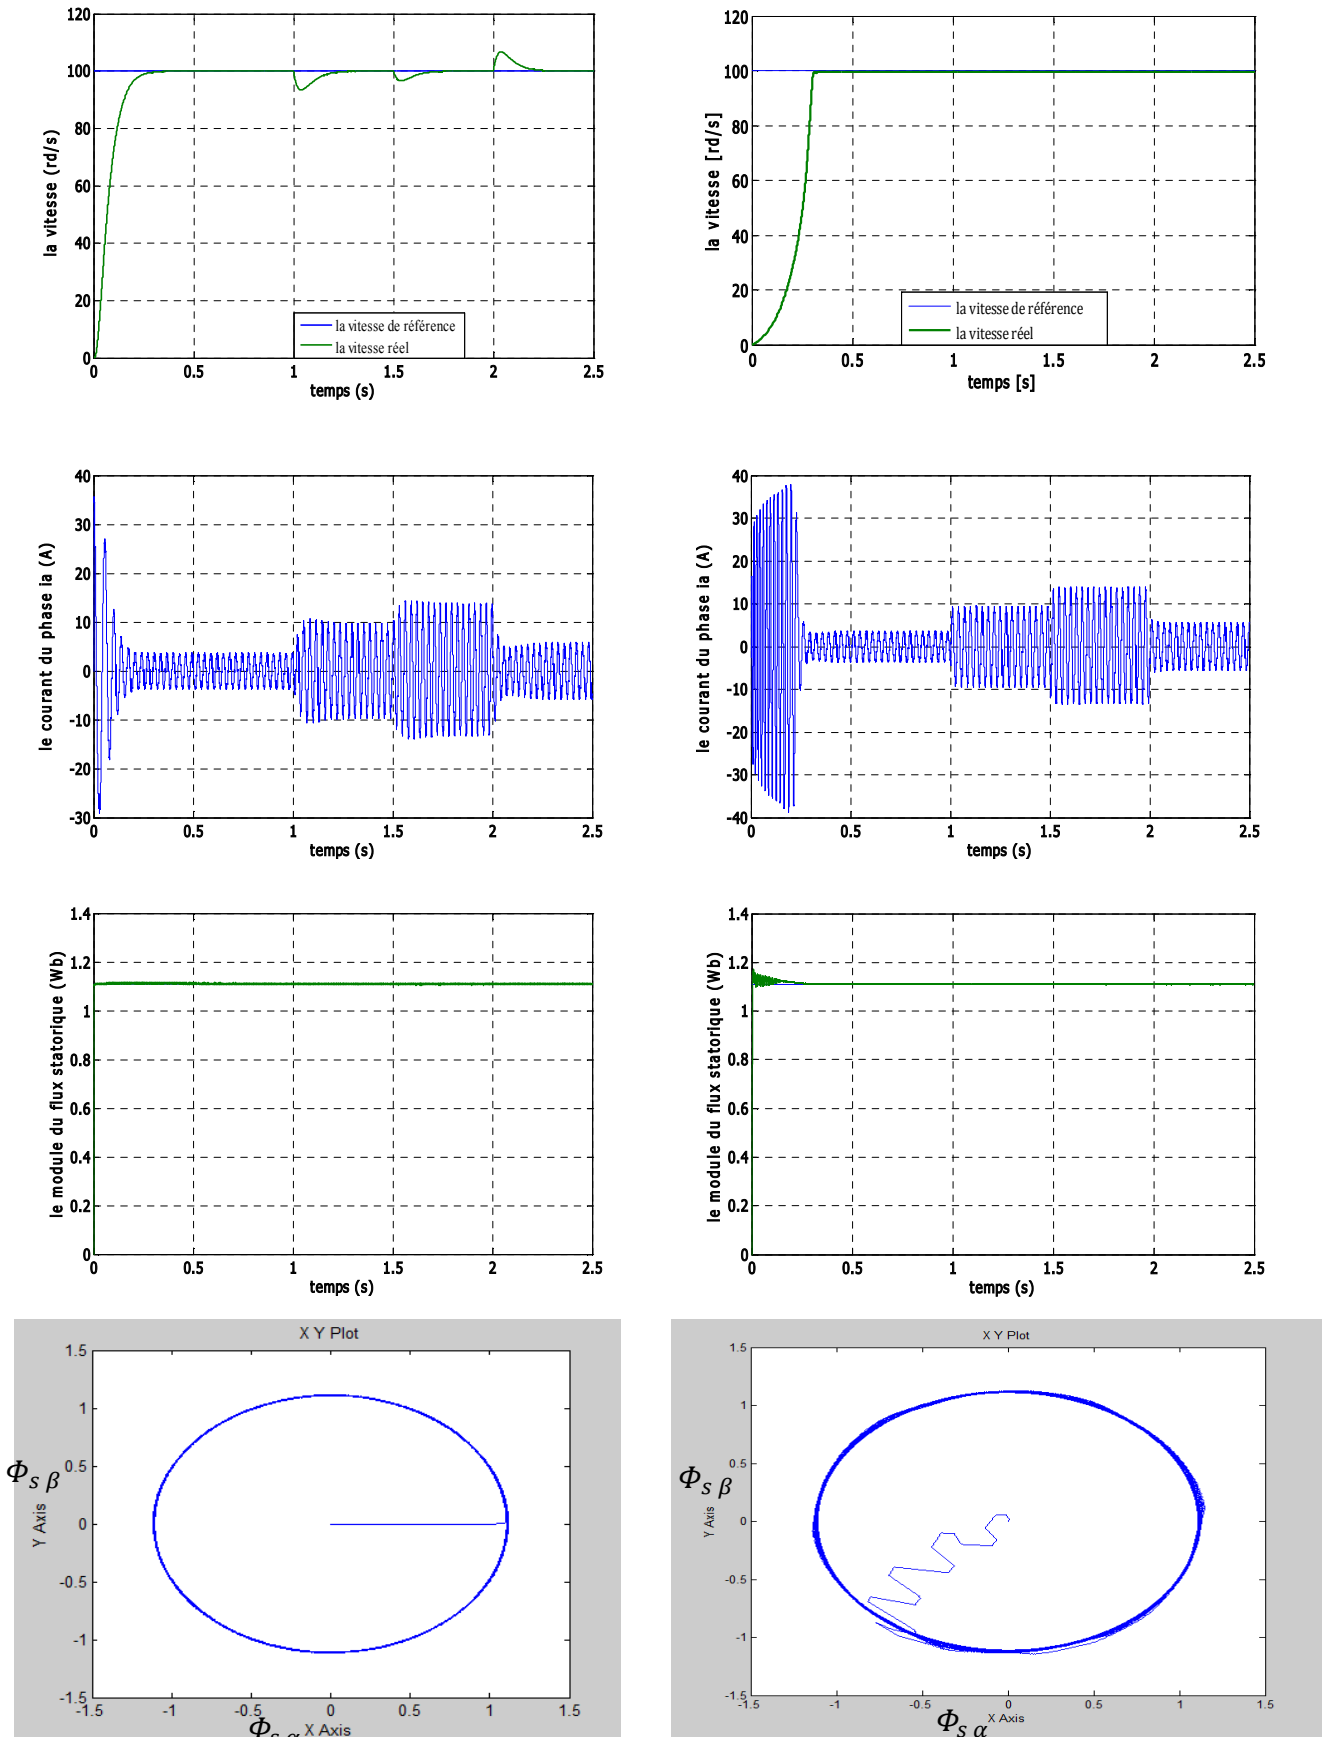 120
100
80
60
40
20
0
la vitesse (rd/s)
la vitesse de référence
la vitesse réel
0 0.5 1 1.5 2 2.5
temps (s)
120
100
80
60
40
20
0
la vitesse [rd/s]
la vitesse de référence
la vitesse réel
0 0.5 1 1.5 2 2.5
temps [s]
40
30
20
10
0
-10
-20
-30
le courant du phase ia (A)
0 0.5 1 1.5 2 2.5
temps (s)
40
30
20
10
0
-10
-20
-30
-40
le courant du phase ia (A)
0 0.5 1 1.5 2 2.5
temps (s)
1.4
1.2
1
0.8
0.6
0.4
0.2
0
le module du flux statorique (Wb)
0 0.5 1 1.5 2 2.5
temps (s)
1.4
1.2
1
0.8
0.6
0.4
0.2
0
le module du flux statorique (Wb)
0 0.5 1 1.5 2 2.5
temps (s)
X Y Plot
1.5
1
0.5
0
-0.5
-1
-1.5
Φs β
Y Axis
-1.5 -1 -0.5 0 0.5 1 1.5
Φs α X Axis
X Y Plot
1.5
1
0.5
0
-0.5
-1
-1.5
Φs β
Y Axis
-1.5 -1 -0.5 0 0.5 1 1.5
Φs α X Axis